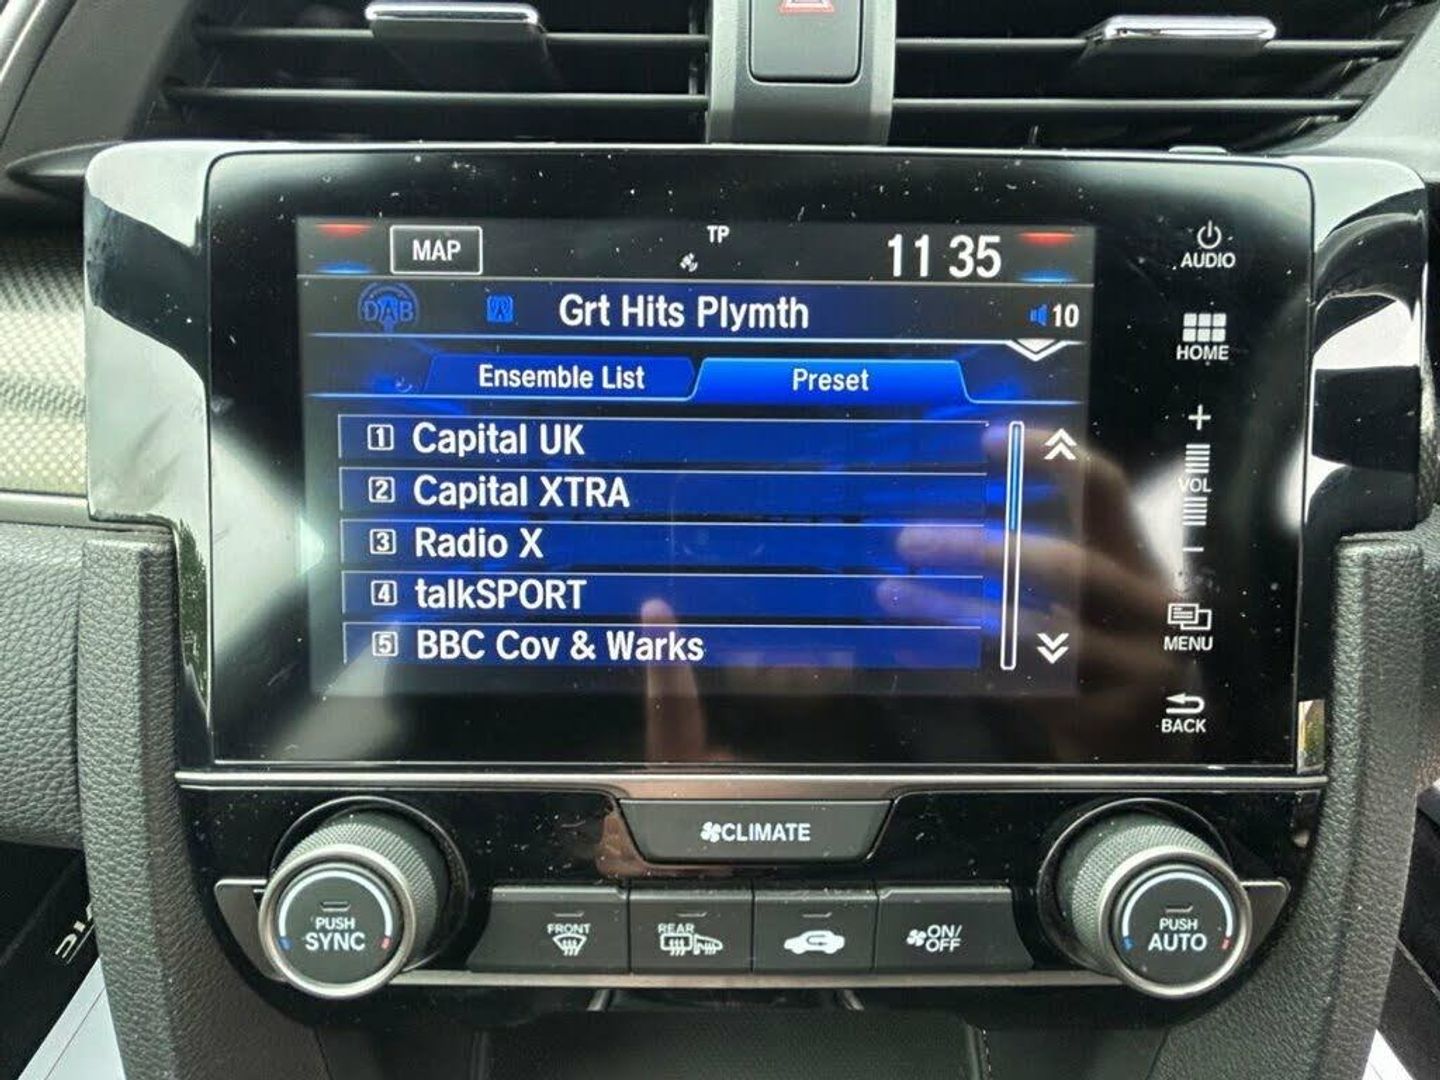 MAP
TP
11 35
DAB
Grt Hits Plymth
10
Ensemble List
Preset
1 Capital UK
2 Capital XTRA
3 Radio X
4 talkSPORT
5 BBC Cov & Warks
AUDIO
HOME
+
VOL
-
MENU
BACK
CLIMATE
PUSH
SYNC
FRONT
REAR
ON/
OFF
PUSH
AUTO